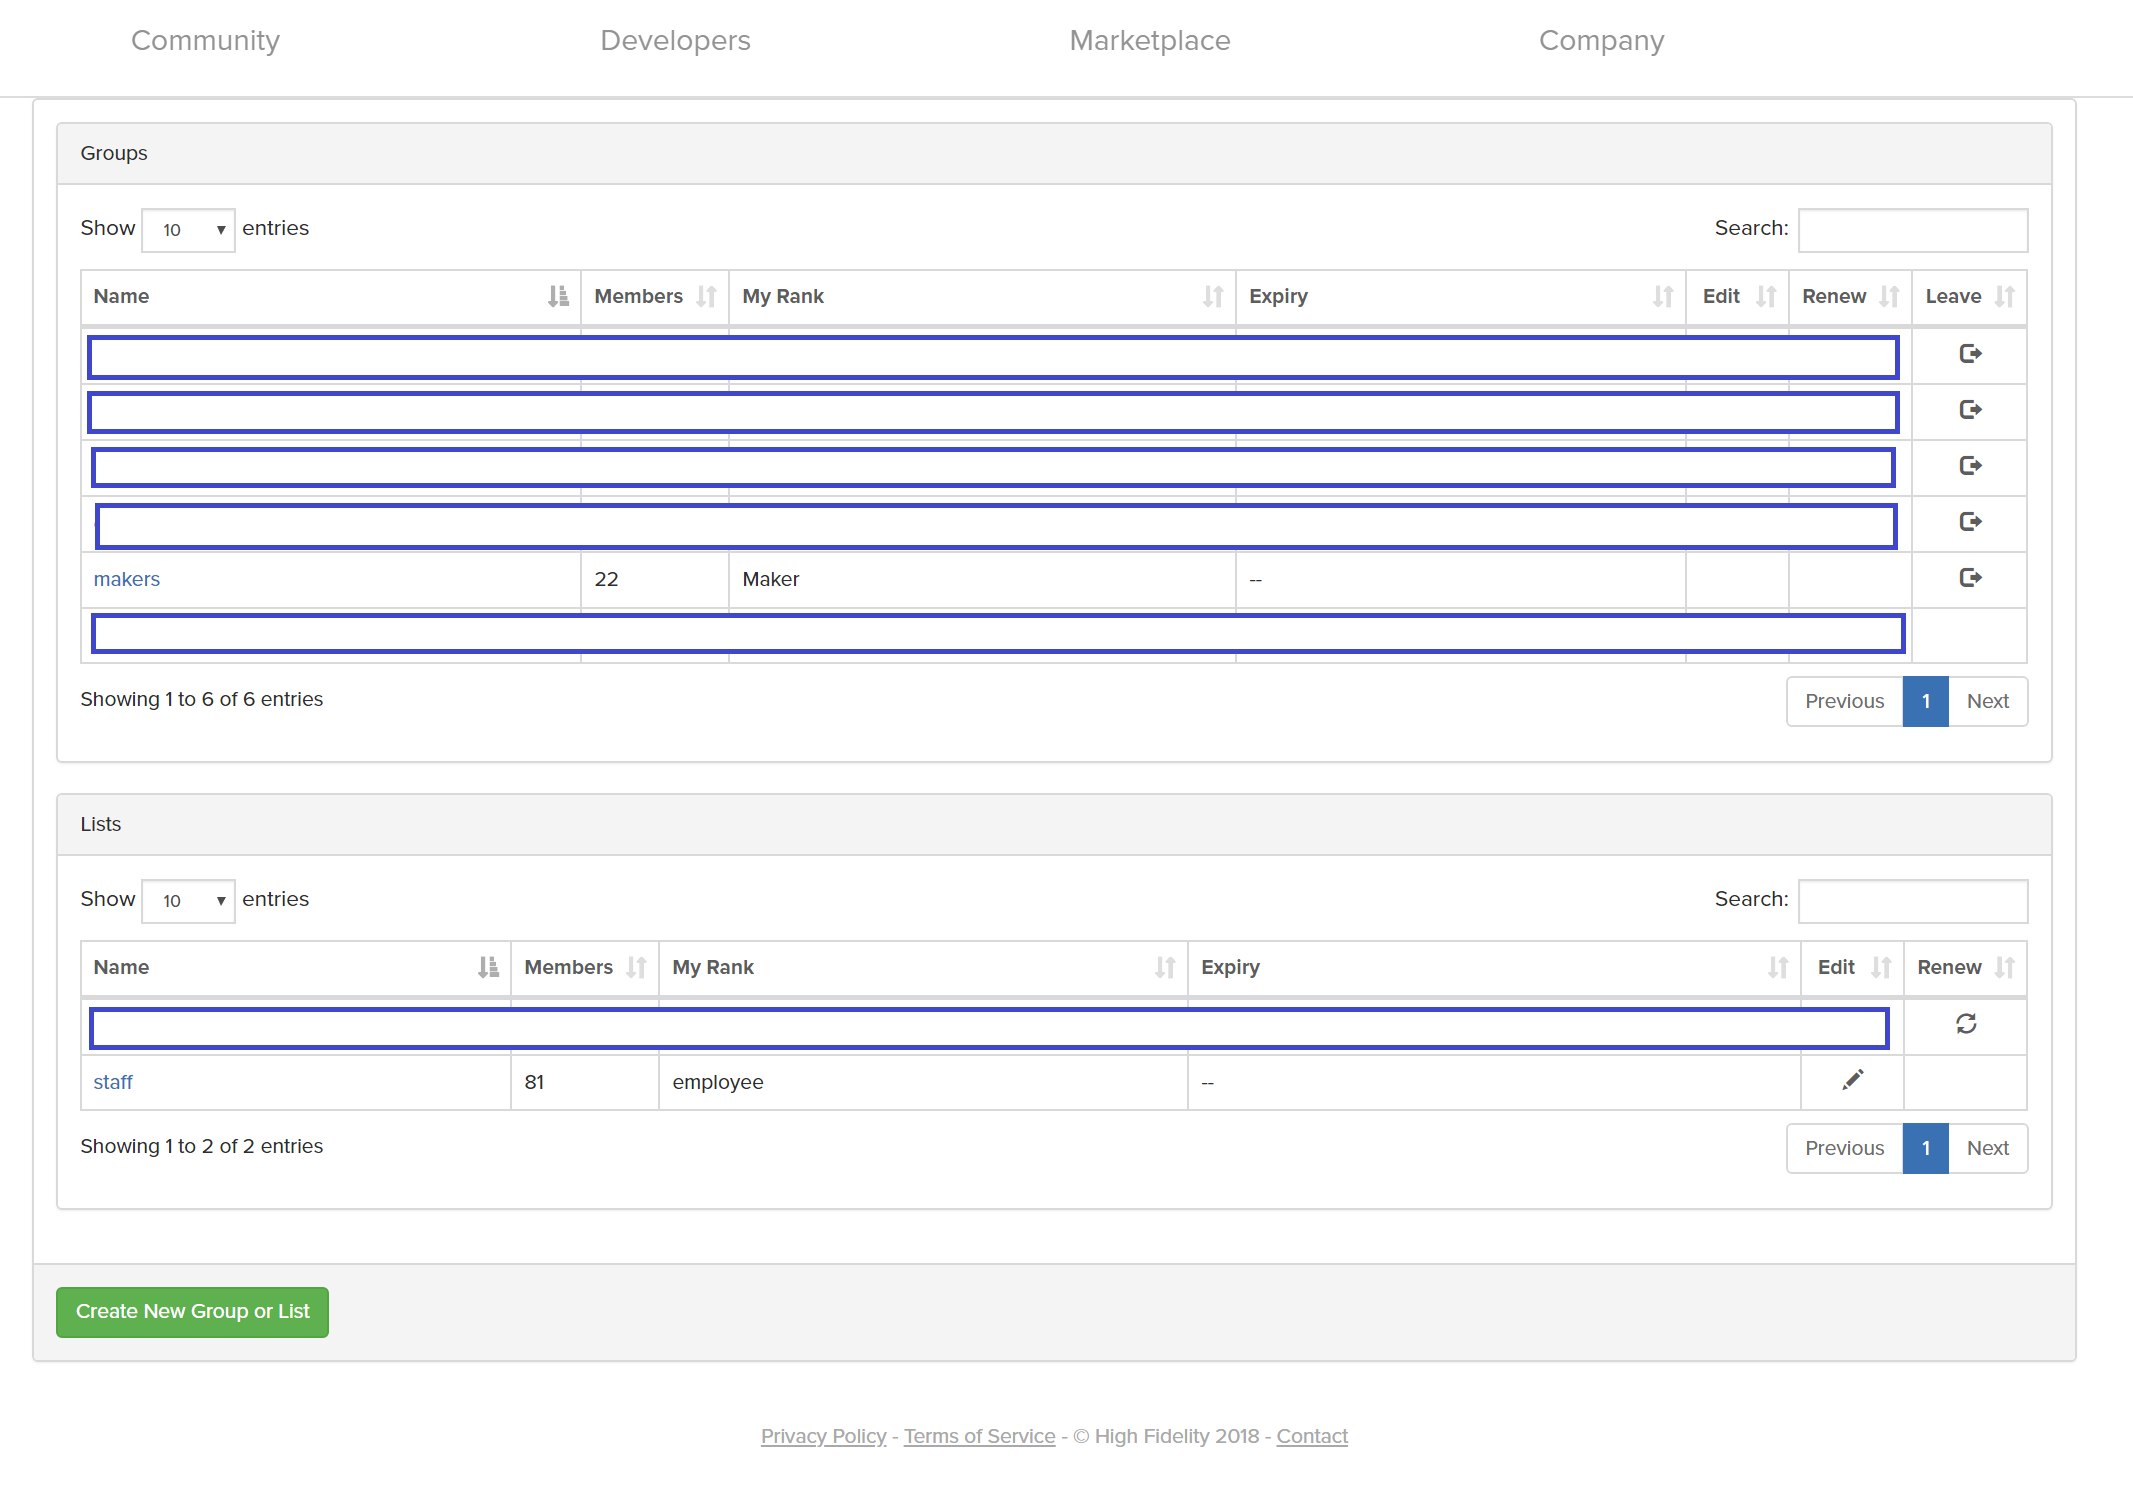 Community Developers Marketplace Company
Groups
Show 10 entries Search:
Name Members My Rank Expiry Edit Renew Leave
makers 22 Maker --
Showing 1 to 6 of 6 entries Previous 1 Next
Lists
Show 10 entries Search:
Name Members My Rank Expiry Edit Renew
staff 81 employee --
Showing 1 to 2 of 2 entries Previous 1 Next
Create New Group or List
Privacy Policy - Terms of Service - © High Fidelity 2018 - Contact